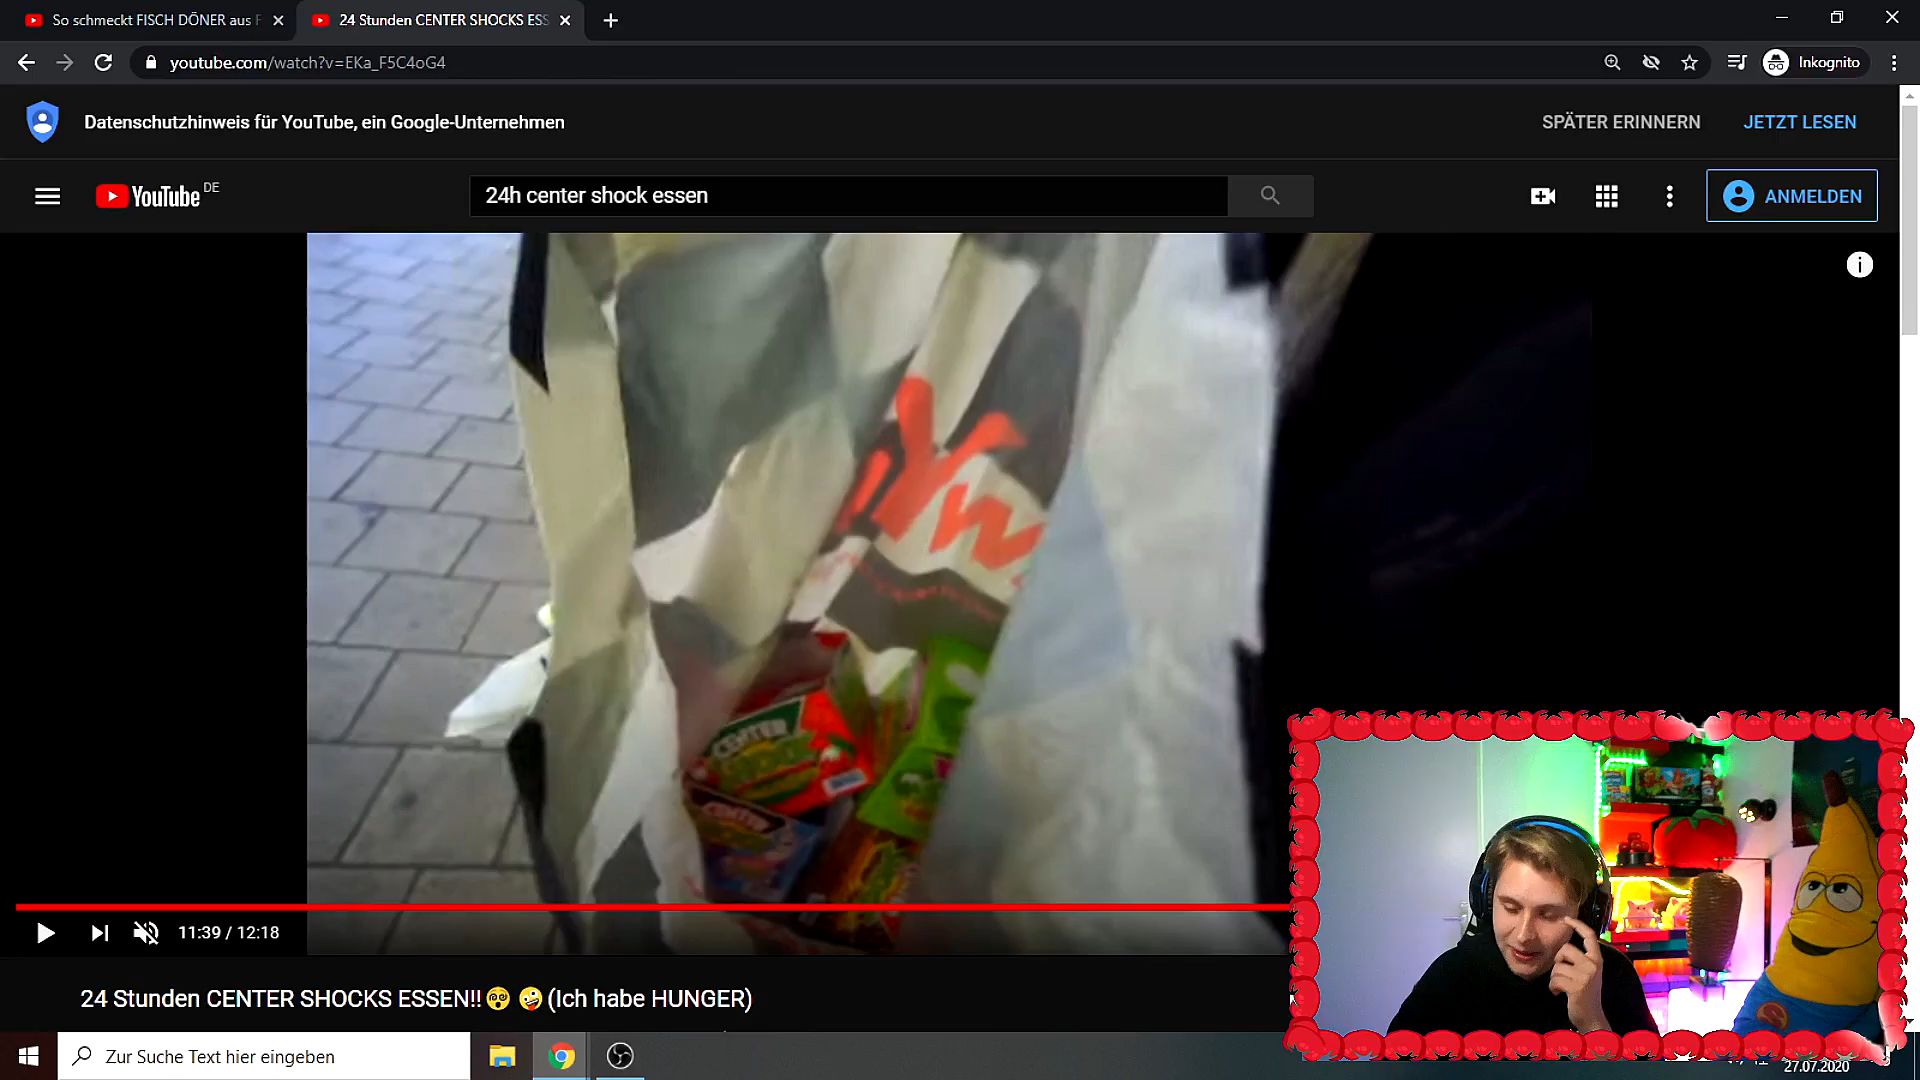 So schmeckt FISCH DÖNER aus F
24 Stunden CENTER SHOCKS ESS
youtube.com/watch?v=EKa_F5C4oG4
Inkognito
Datenschutzhinweis für YouTube, ein Google-Unternehmen
SPÄTER ERINNERN
JETZT LESEN
YouTube DE
24h center shock essen
ANMELDEN
CENTER
CENTER
11:39 / 12:18
24 Stunden CENTER SHOCKS ESSEN!!😵🤪(Ich habe HUNGER)
Zur Suche Text hier eingeben
27.07.2020